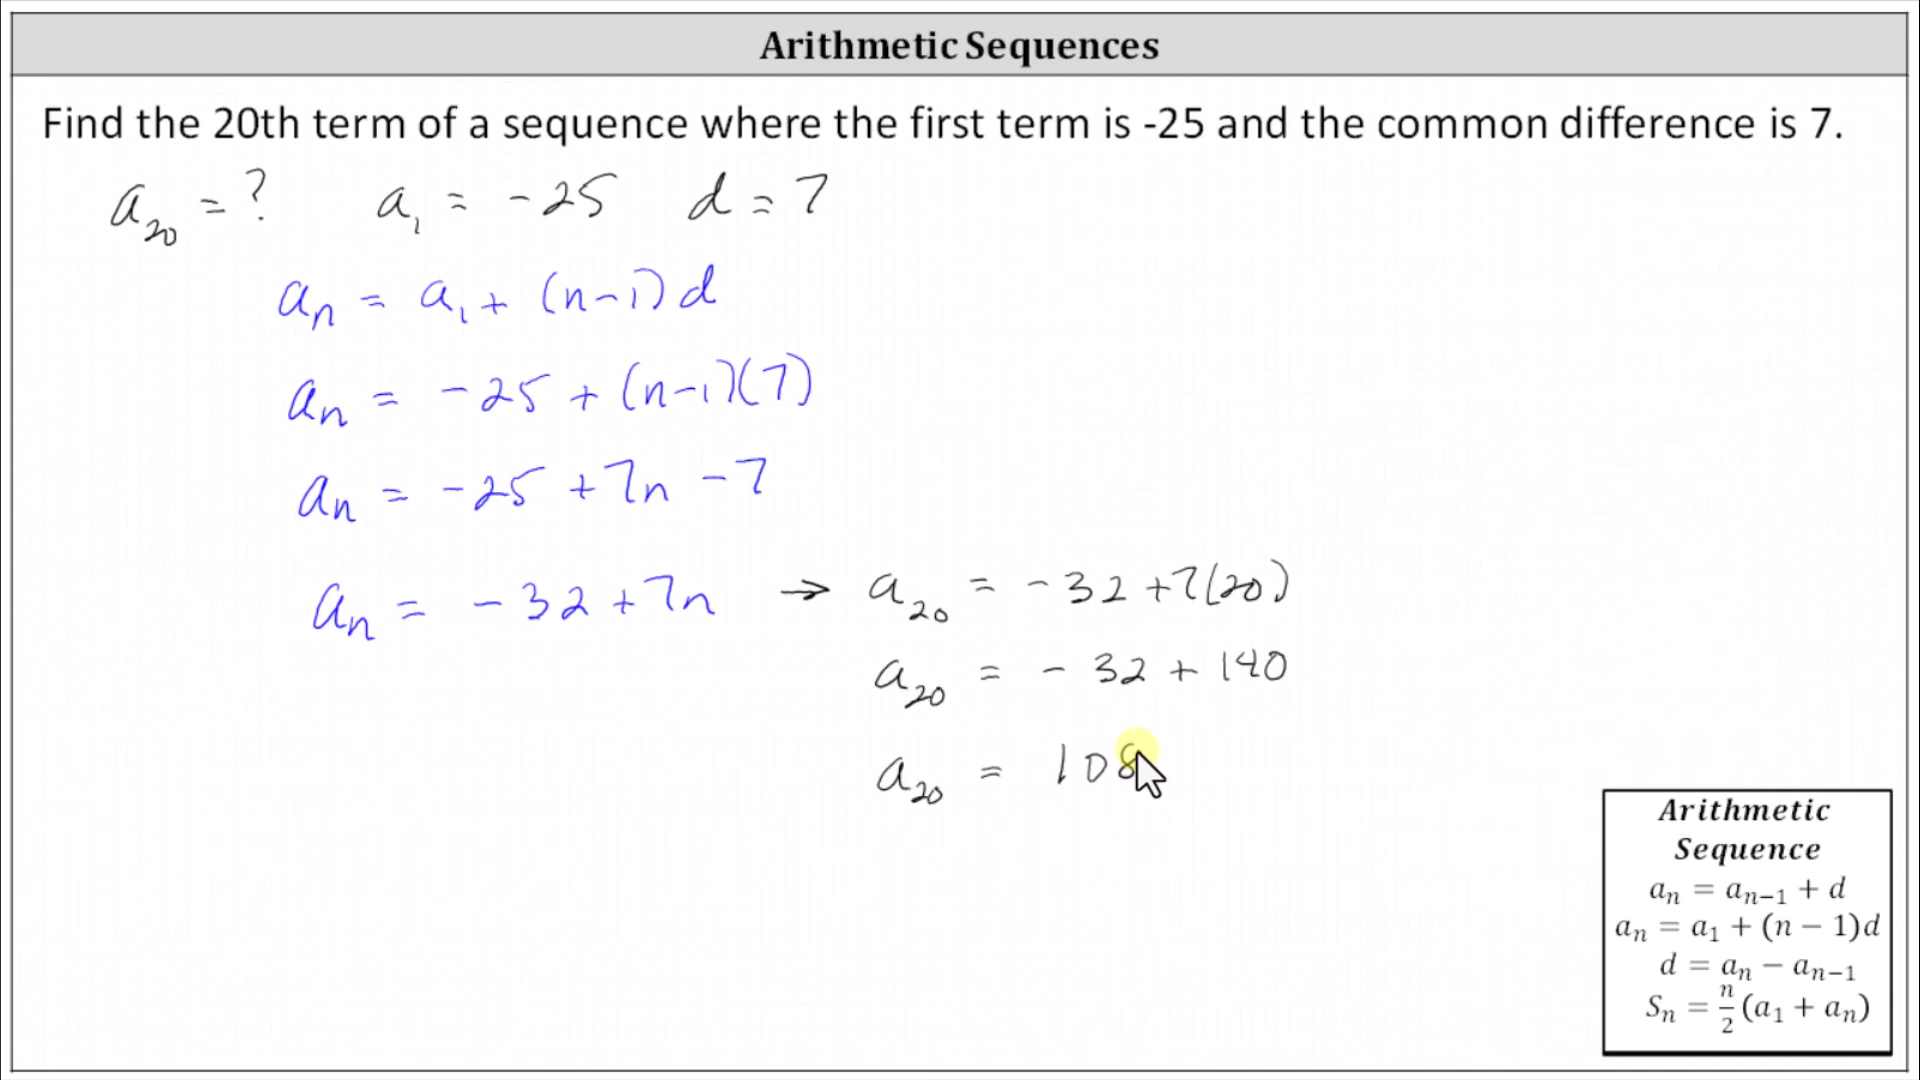 Arithmetic Sequences
Find the 20th term of a sequence where the first term is -25 and the common difference is 7.
a₂₀ = ? a₁ = -25 d = 7
aₙ = a₁ + (n-1)d
aₙ = -25 + (n-1)(7)
aₙ = -25 + 7n - 7
aₙ = -32 + 7n → a₂₀ = -32 + 7(20)
a₂₀ = -32 + 140
a₂₀ = 108
Arithmetic
Sequence
aₙ = aₙ₋₁ + d
aₙ = a₁ + (n − 1)d
d = aₙ − aₙ₋₁
Sₙ = n/2 (a₁ + aₙ)